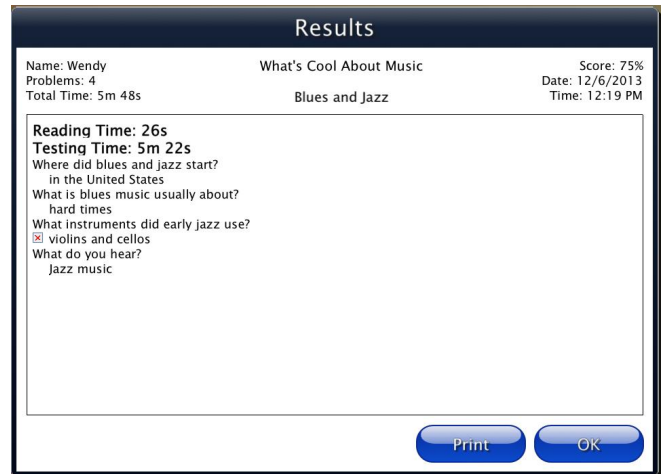 Results
Name: Wendy
Problems: 4
Total Time: 5m 48s
What's Cool About Music
Blues and Jazz
Score: 75%
Date: 12/6/2013
Time: 12:19 PM
Reading Time: 26s
Testing Time: 5m 22s
Where did blues and jazz start?
in the United States
What is blues music usually about?
hard times
What instruments did early jazz use?
violins and cellos
What do you hear?
Jazz music
Print
OK